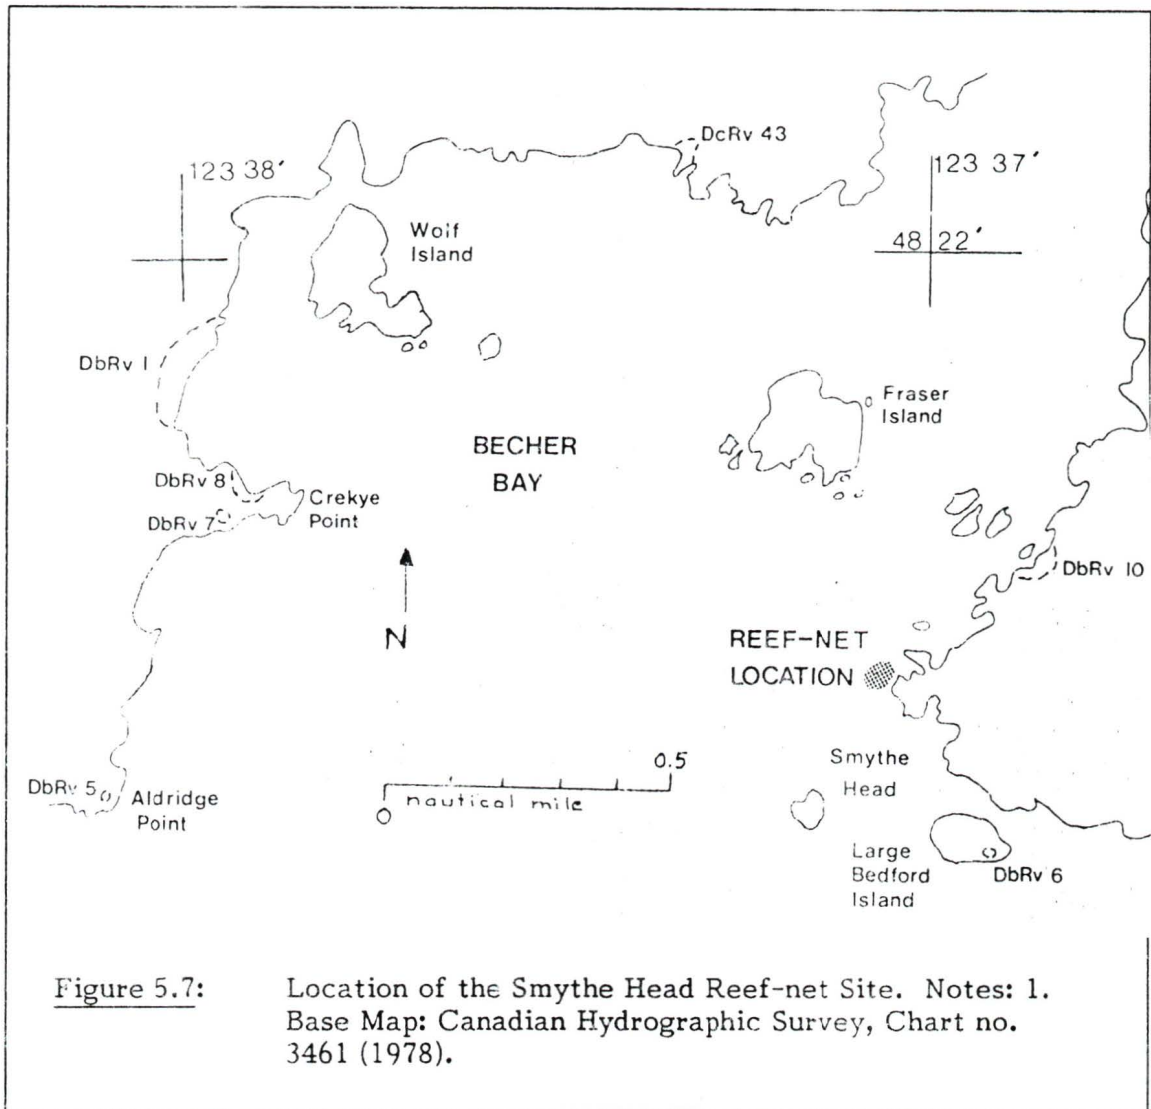 DcRv 43
123 38'
123 37'
48 22'
Wolf
Island
DbRv 1
Fraser
Island
BECHER
BAY
DbRv 8
DbRv 7
Crekye
Point
DbRv 10
N
REEF-NET
LOCATION
0.5
0
nautical mile
Smythe
Head
DbRv 5
Aldridge
Point
Large
Bedford
Island
DbRv 6
Figure 5.7: Location of the Smythe Head Reef-net Site. Notes: 1.
Base Map: Canadian Hydrographic Survey, Chart no.
3461 (1978).